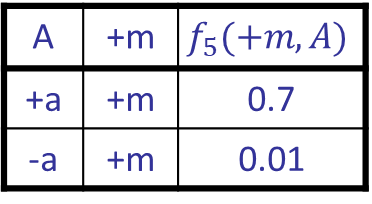 A +m f₅(+m, A)
+a +m 0.7
-a +m 0.01